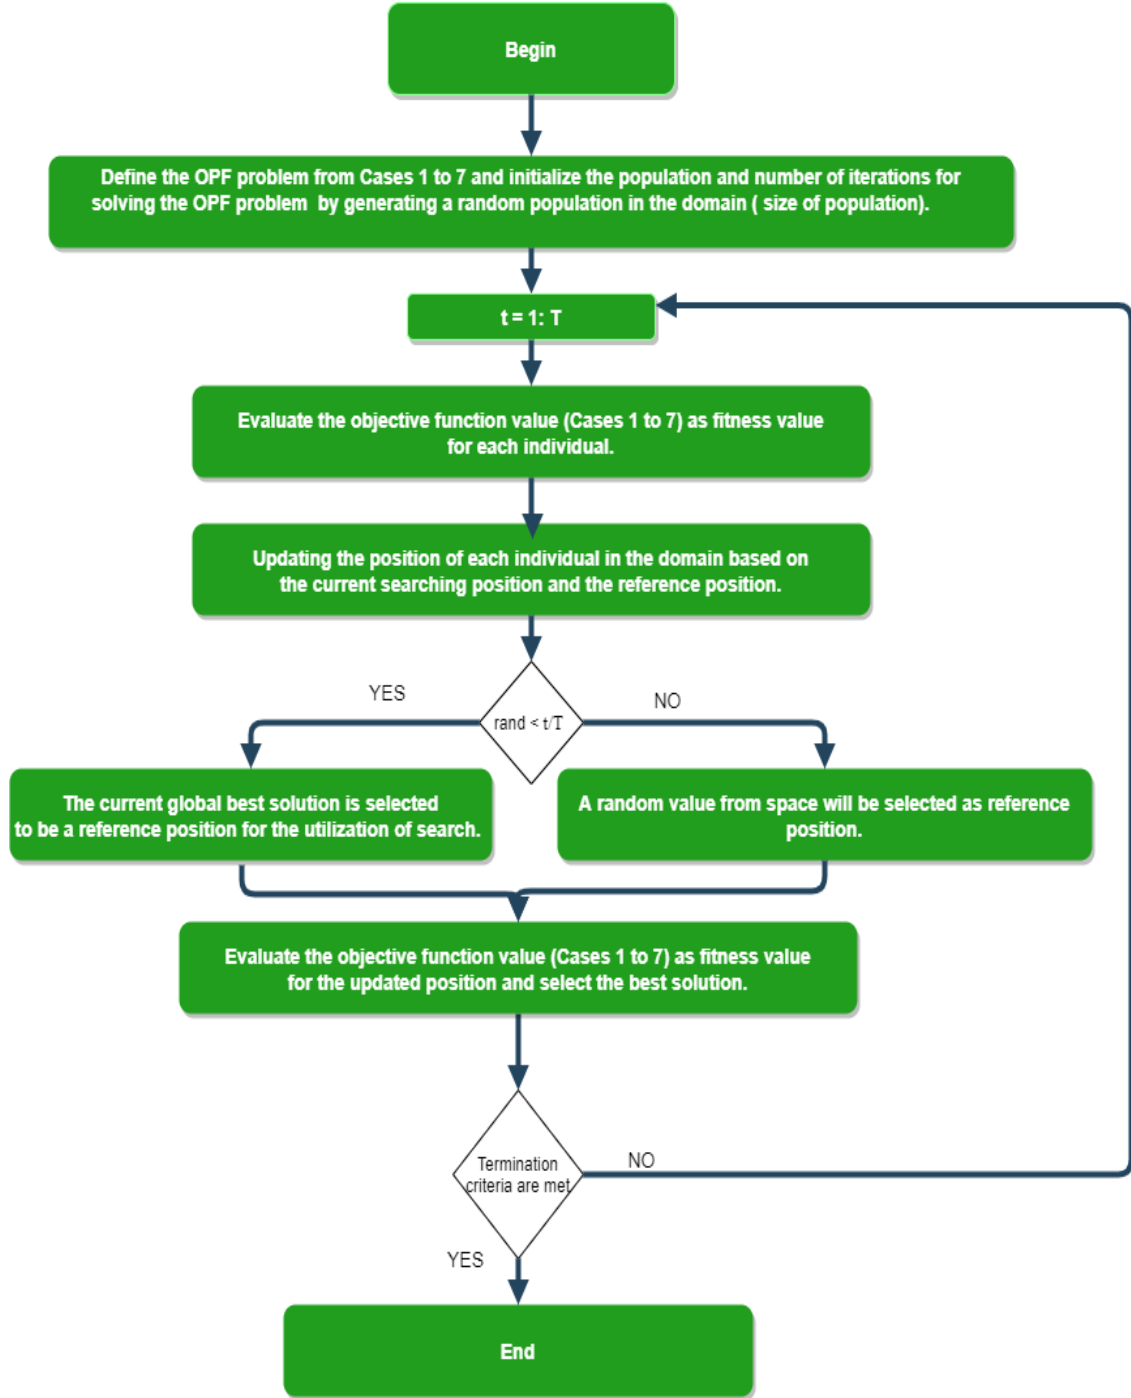 Begin
Define the OPF problem from Cases 1 to 7 and initialize the population and number of iterations for
solving the OPF problem by generating a random population in the domain ( size of population).
t = 1: T
Evaluate the objective function value (Cases 1 to 7) as fitness value
for each individual.
Updating the position of each individual in the domain based on
the current searching position and the reference position.
rand < t/T
YES
NO
The current global best solution is selected
to be a reference position for the utilization of search.
A random value from space will be selected as reference
position.
Evaluate the objective function value (Cases 1 to 7) as fitness value
for the updated position and select the best solution.
Termination
criteria are met
NO
YES
End